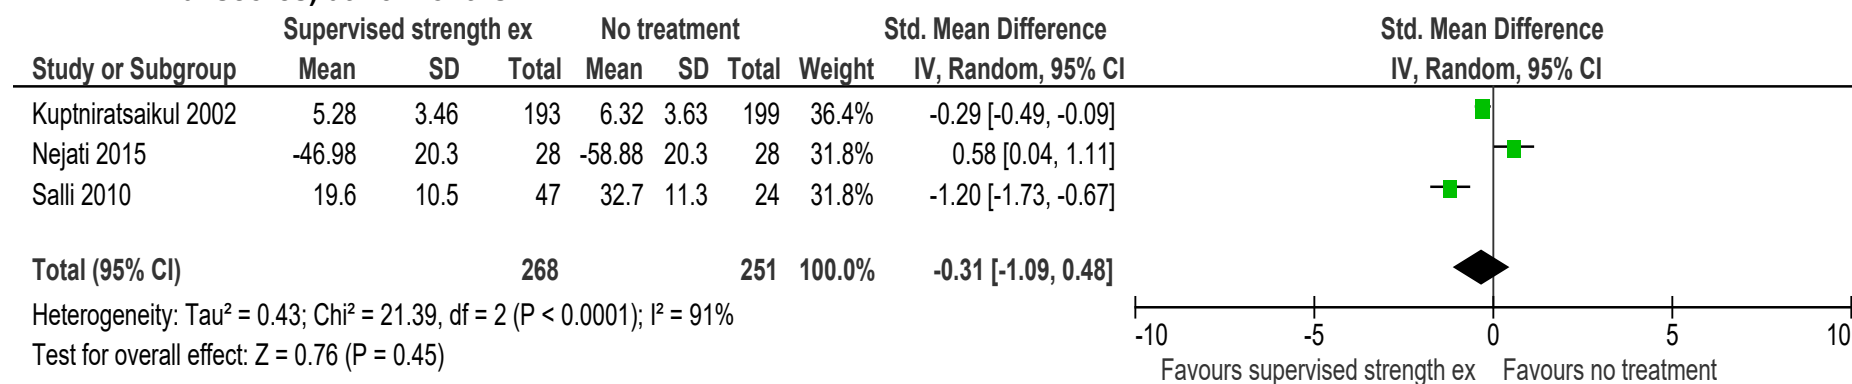 Supervised strength ex No treatment Std. Mean Difference Std. Mean Difference
Study or Subgroup Mean SD Total Mean SD Total Weight IV, Random, 95% CI IV, Random, 95% CI
Kuptniratsaikul 2002 5.28 3.46 193 6.32 3.63 199 36.4% -0.29 [-0.49, -0.09]
Nejati 2015 -46.98 20.3 28 -58.88 20.3 28 31.8% 0.58 [0.04, 1.11]
Salli 2010 19.6 10.5 47 32.7 11.3 24 31.8% -1.20 [-1.73, -0.67]
Total (95% CI) 268 251 100.0% -0.31 [-1.09, 0.48]
Heterogeneity: Tau² = 0.43; Chi² = 21.39, df = 2 (P < 0.0001); I² = 91%
Test for overall effect: Z = 0.76 (P = 0.45)
-10 -5 0 5 10
Favours supervised strength ex Favours no treatment